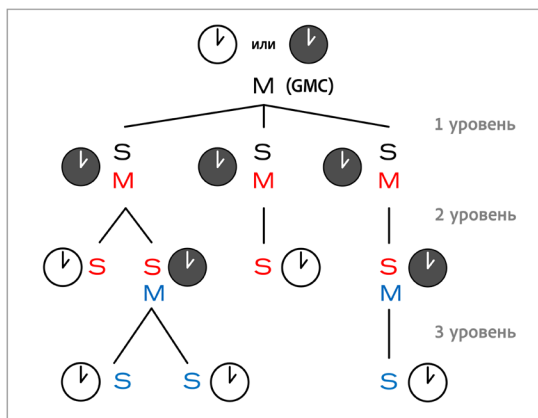 или
M (GMC)
1 уровень
S S S
M M M
2 уровень
S S S S
M M
3 уровень
S S S